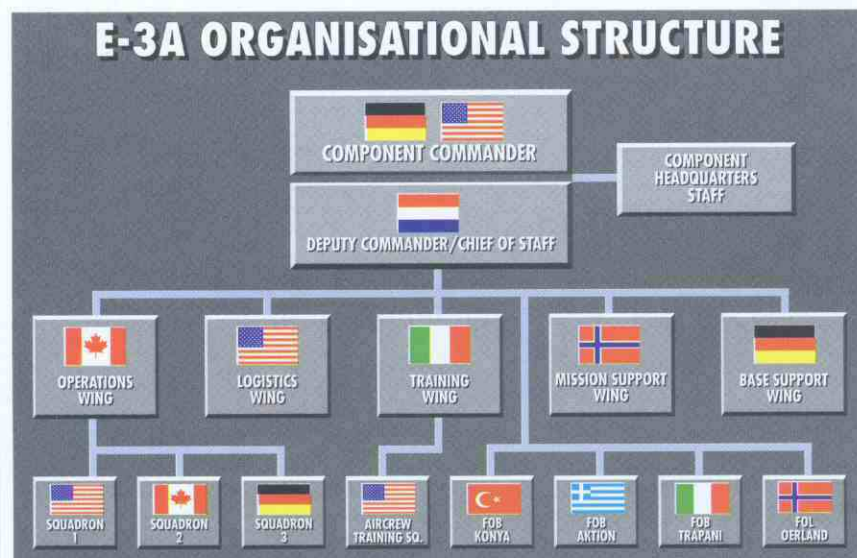 E-3A ORGANISATIONAL STRUCTURE
COMPONENT COMMANDER
COMPONENT
HEADQUARTERS
STAFF
DEPUTY COMMANDER/CHIEF OF STAFF
OPERATIONS
WING
LOGISTICS
WING
TRAINING
WING
MISSION SUPPORT
WING
BASE SUPPORT
WING
SQUADRON
1
SQUADRON
2
SQUADRON
3
AIRCREW
TRAINING SQ.
FOB
KONYA
FOB
AKTION
FOB
TRAPANI
FOL
OERLAND